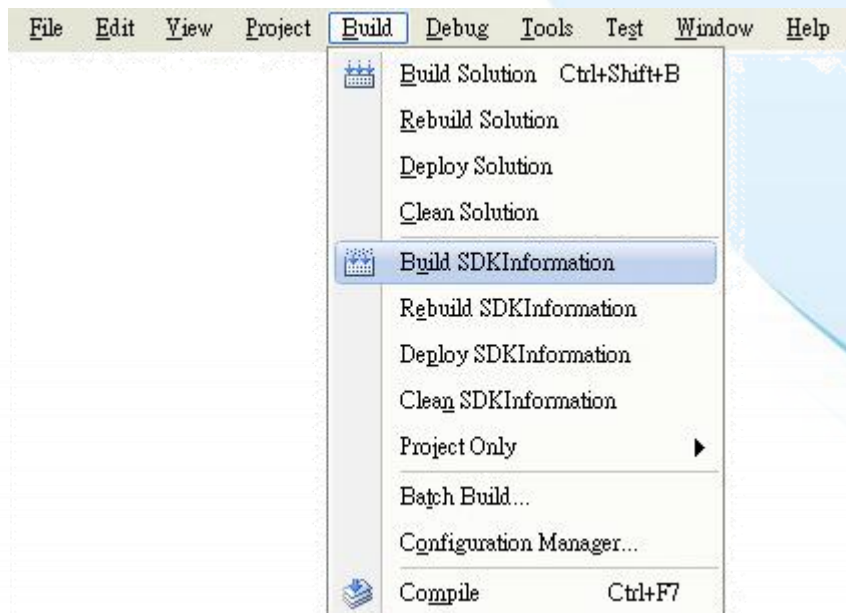 File Edit View Project Build Debug Tools Test Window Help
Build Solution Ctrl+Shift+B
Rebuild Solution
Deploy Solution
Clean Solution
Build SDKInformation
Rebuild SDKInformation
Deploy SDKInformation
Clean SDKInformation
Project Only
Batch Build...
Configuration Manager...
Compile Ctrl+F7